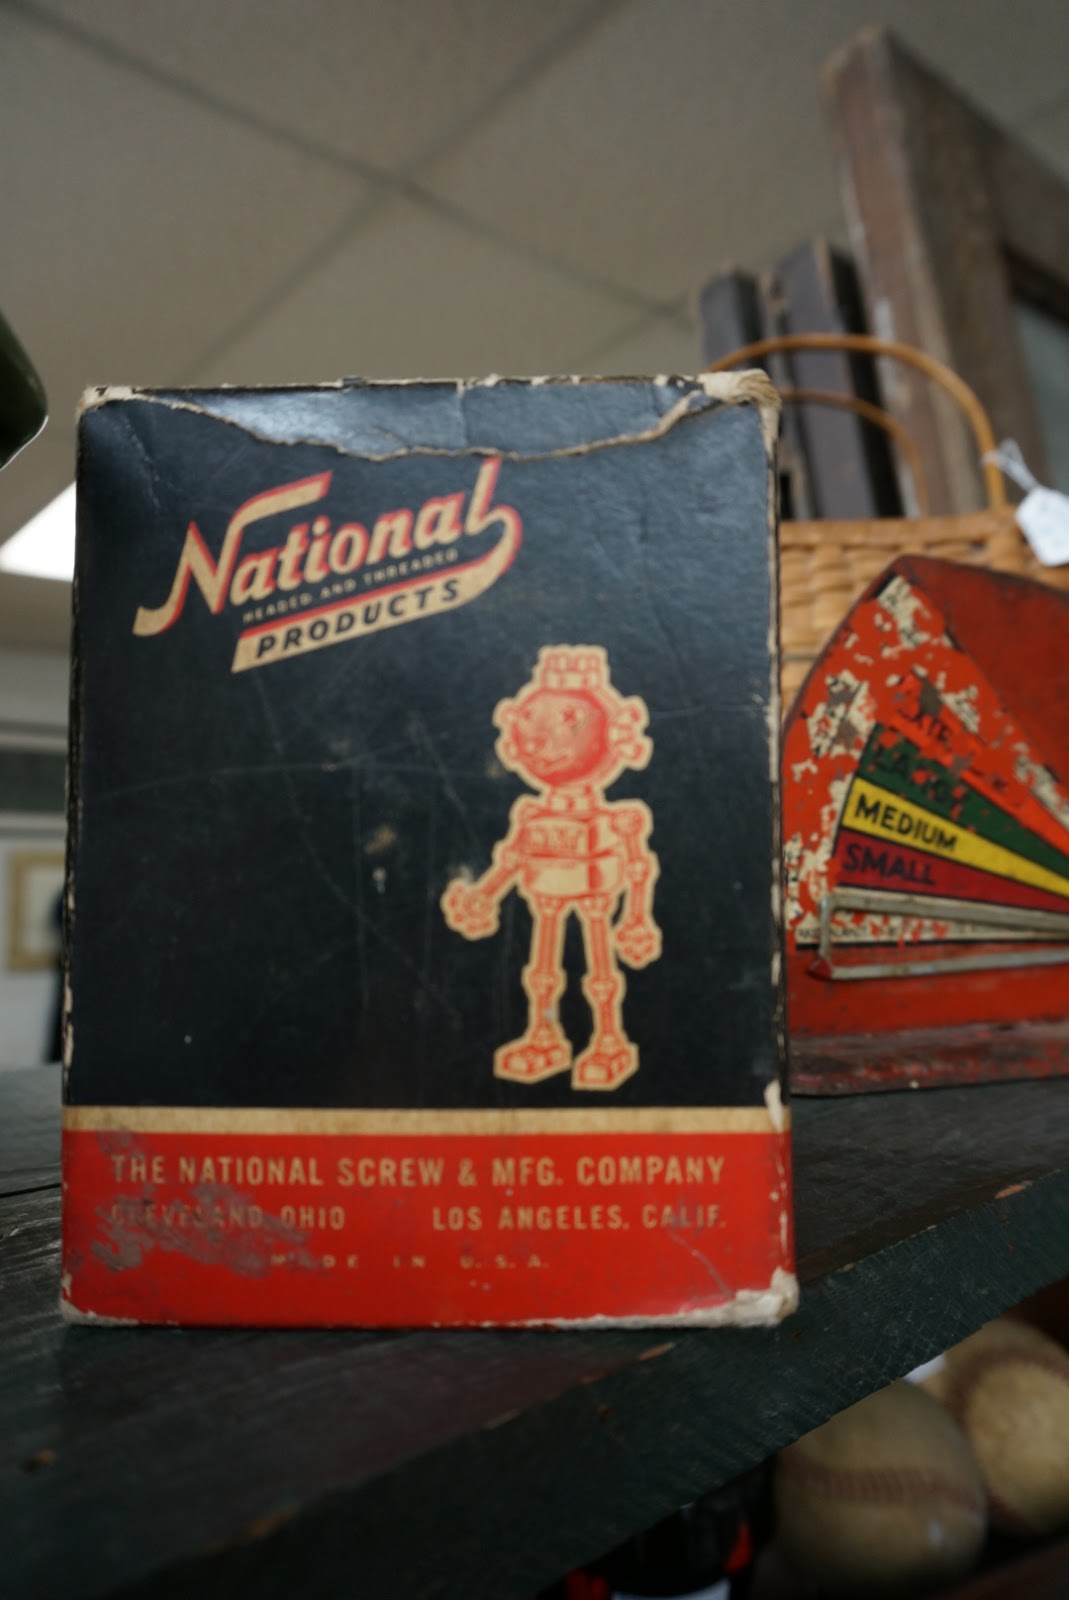 National
HEADED AND THREADED
PRODUCTS
THE NATIONAL SCREW & MFG. COMPANY
CLEVELAND, OHIO LOS ANGELES, CALIF.
MADE IN U.S.A.
LARGE
MEDIUM
SMALL